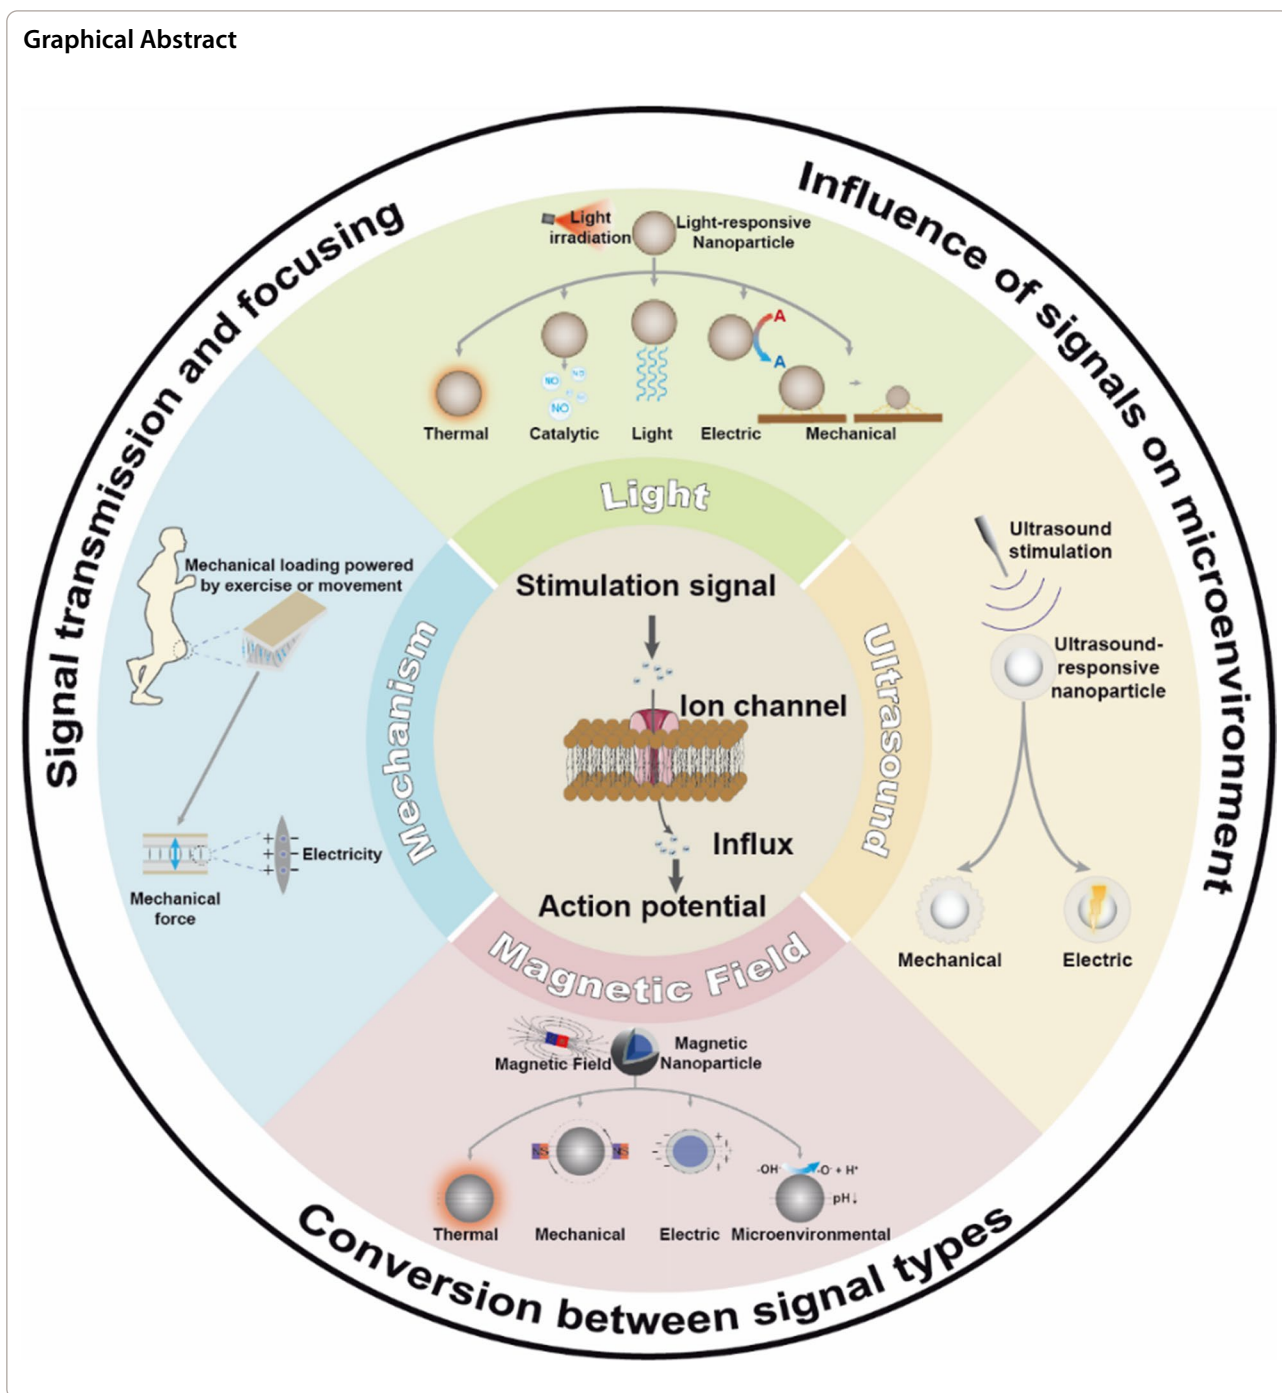 Graphical Abstract
Signal transmission and focusing
Influence of signals on microenvironment
Conversion between signal types
Light
irradiation
Light-responsive
Nanoparticle
NO
NO
NO
A
A
Thermal
Catalytic
Light
Electric
Mechanical
Light
Mechanical loading powered
by exercise or movement
Mechanical
force
+ −
+ −
+ −
Electricity
Mechanism
Stimulation signal
Ion channel
Influx
Action potential
Ultrasound
Ultrasound
stimulation
Ultrasound-
responsive
nanoparticle
Mechanical
Electric
Magnetic Field
Magnetic Field
Magnetic
Nanoparticle
NS
NS
-OH
-O⁻ + H⁺
pH↓
Thermal
Mechanical
Electric
Microenvironmental